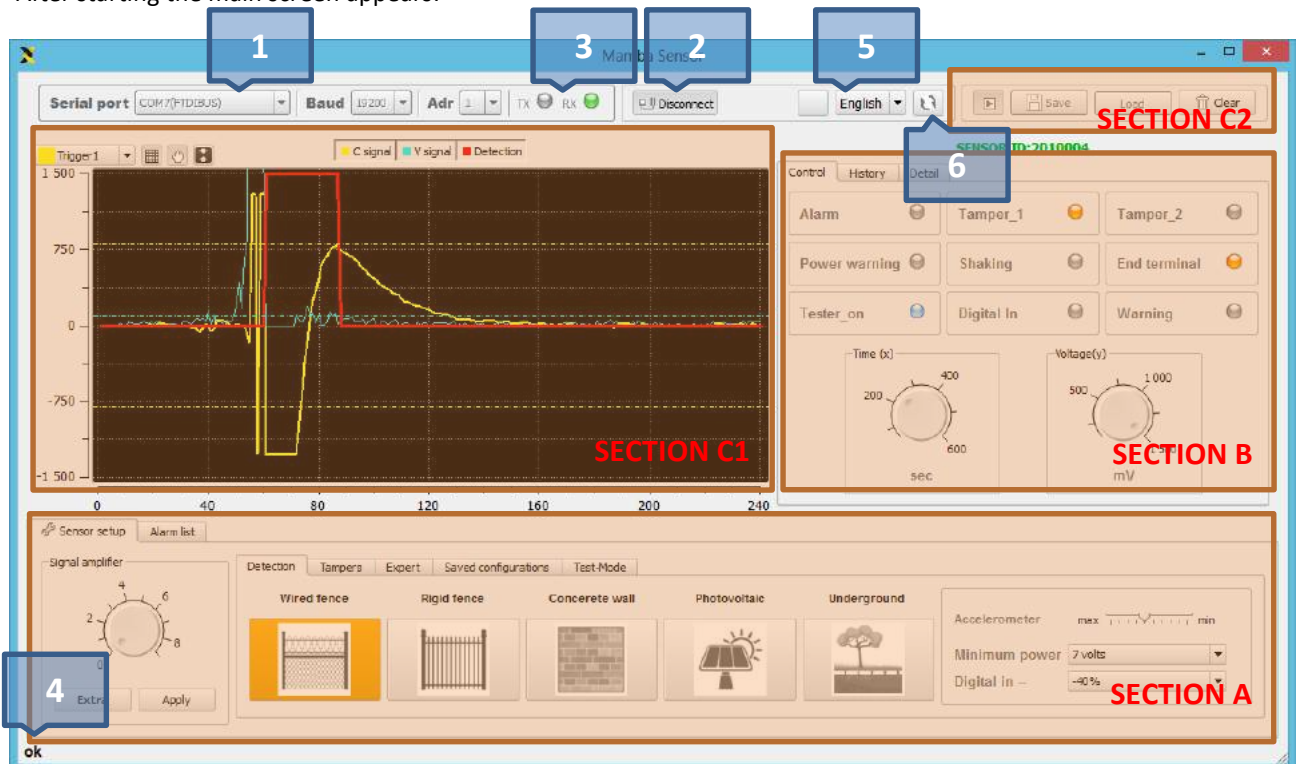 After starting the main screen appears:
1 3 2 5
Mamba Sensor
Serial port COM7(FTDIBUS) Baud 19200 Adr 1 TX RX Disconnect English Save Load Clear
SECTION C2
SENSOR ID:2010004
6
Trigger1 C signal V signal Detection
Control History Detail
1 500
750
0
-750
-1 500
0 40 80 120 160 200 240
SECTION C1
Alarm Tamper_1 Tamper_2
Power warning Shaking End terminal
Tester_on Digital In Warning
Time (x) Voltage(y)
200 400 600
sec
500 1 000
mV
SECTION B
Sensor setup Alarm list
Signal amplifier
2 4 6 8
Extra Apply
4
Detection Tampers Expert Saved configurations Test-Mode
Wired fence Rigid fence Concerete wall Photovoltaic Underground
Accelerometer max min
Minimum power 7 volts
Digital in – -40%
SECTION A
ok